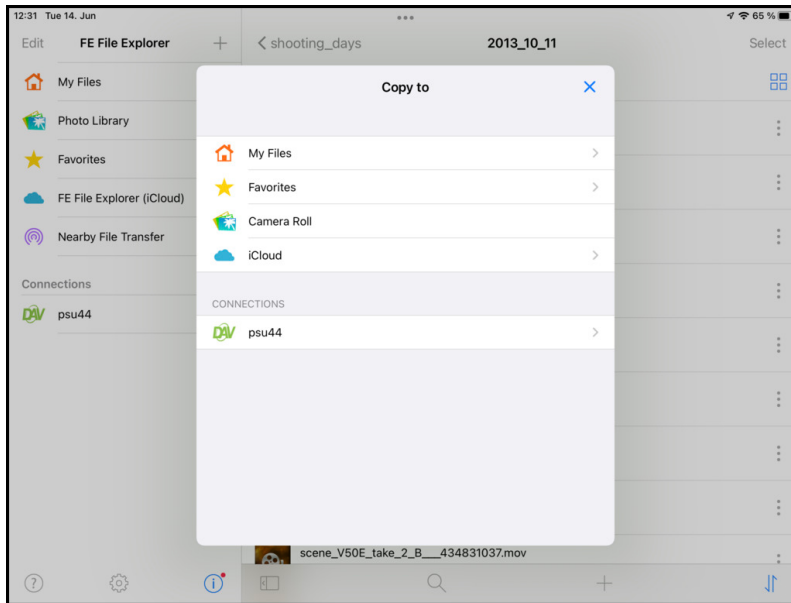 12:31 Tue 14. Jun
65 %
Edit
FE File Explorer
shooting_days
2013_10_11
Select
My Files
Photo Library
Favorites
FE File Explorer (iCloud)
Nearby File Transfer
Connections
DAV psu44
Copy to
My Files
Favorites
Camera Roll
iCloud
CONNECTIONS
DAV psu44
scene_V50E_take_2_B___434831037.mov